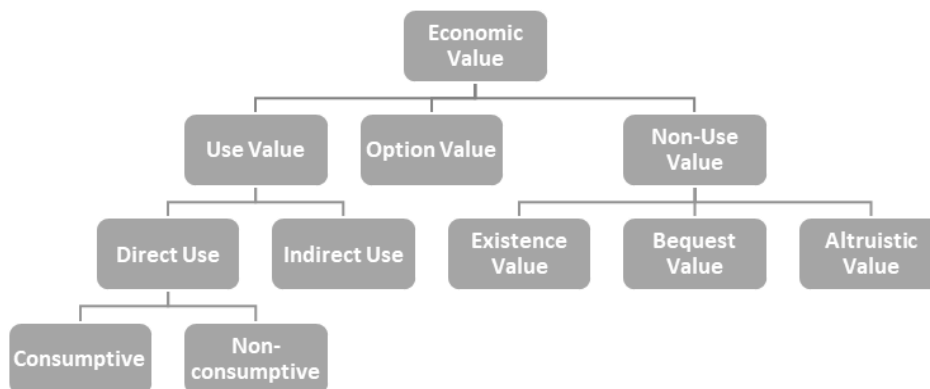 Economic
Value
Use Value
Option Value
Non-Use
Value
Direct Use
Indirect Use
Existence
Value
Bequest
Value
Altruistic
Value
Consumptive
Non-
consumptive